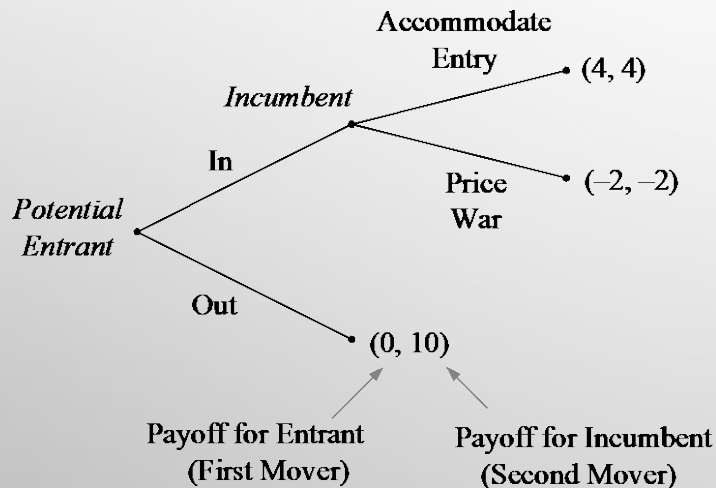 Accommodate
Entry
(4, 4)
Incumbent
In
Price
War
(–2, –2)
Potential
Entrant
Out
(0, 10)
Payoff for Entrant
(First Mover)
Payoff for Incumbent
(Second Mover)